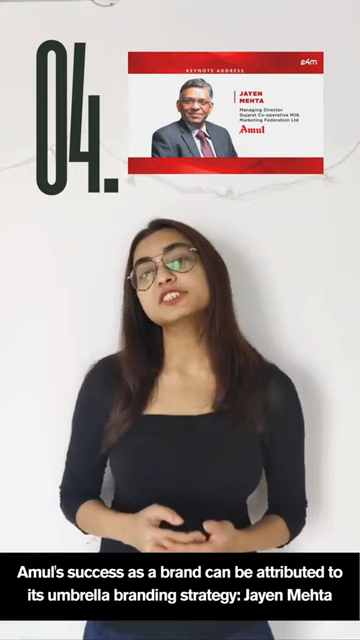 04.
e4m
KEYNOTE ADDRESS
JAYEN
MEHTA
Managing Director
Gujarat Co-operative Milk
Marketing Federation Ltd
Amul
Amul's success as a brand can be attributed to
its umbrella branding strategy: Jayen Mehta